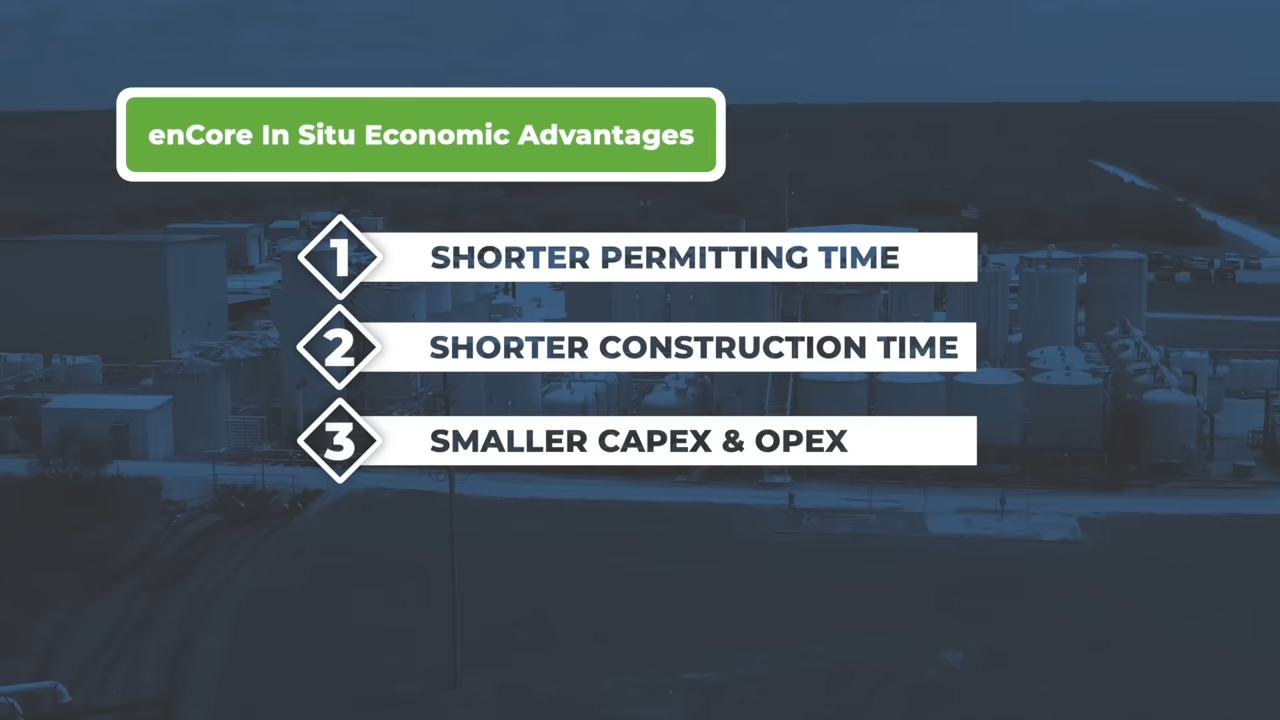 enCore In Situ Economic Advantages
1 SHORTER PERMITTING TIME
2 SHORTER CONSTRUCTION TIME
3 SMALLER CAPEX & OPEX